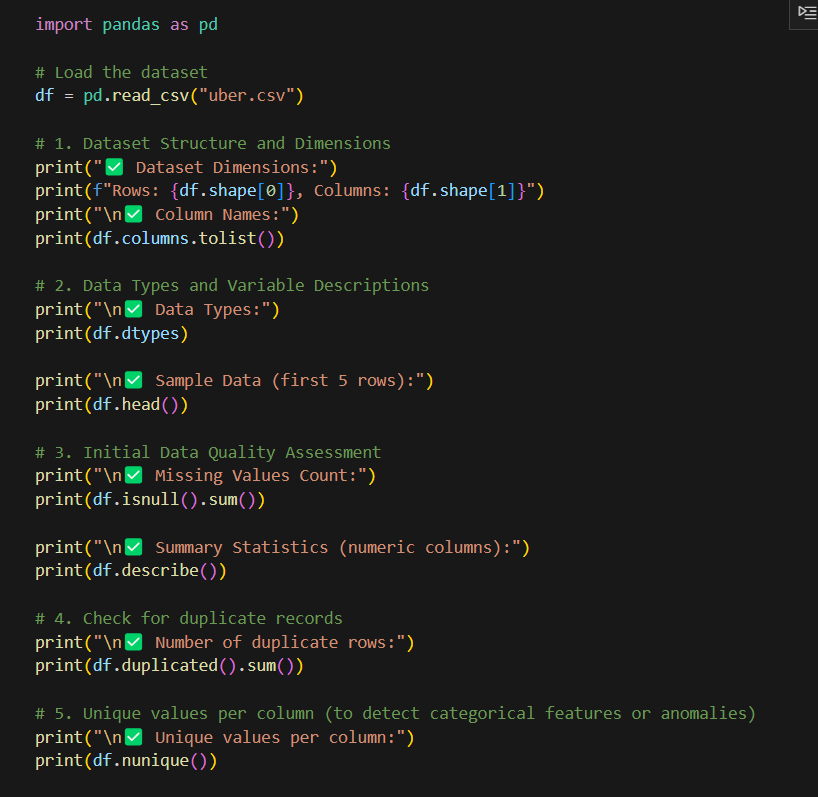 import pandas as pd
# Load the dataset
df = pd.read_csv("uber.csv")
# 1. Dataset Structure and Dimensions
print("✅ Dataset Dimensions:")
print(f"Rows: {df.shape[0]}, Columns: {df.shape[1]}")
print("\n✅ Column Names:")
print(df.columns.tolist())
# 2. Data Types and Variable Descriptions
print("\n✅ Data Types:")
print(df.dtypes)
print("\n✅ Sample Data (first 5 rows):")
print(df.head())
# 3. Initial Data Quality Assessment
print("\n✅ Missing Values Count:")
print(df.isnull().sum())
print("\n✅ Summary Statistics (numeric columns):")
print(df.describe())
# 4. Check for duplicate records
print("\n✅ Number of duplicate rows:")
print(df.duplicated().sum())
# 5. Unique values per column (to detect categorical features or anomalies)
print("\n✅ Unique values per column:")
print(df.nunique())